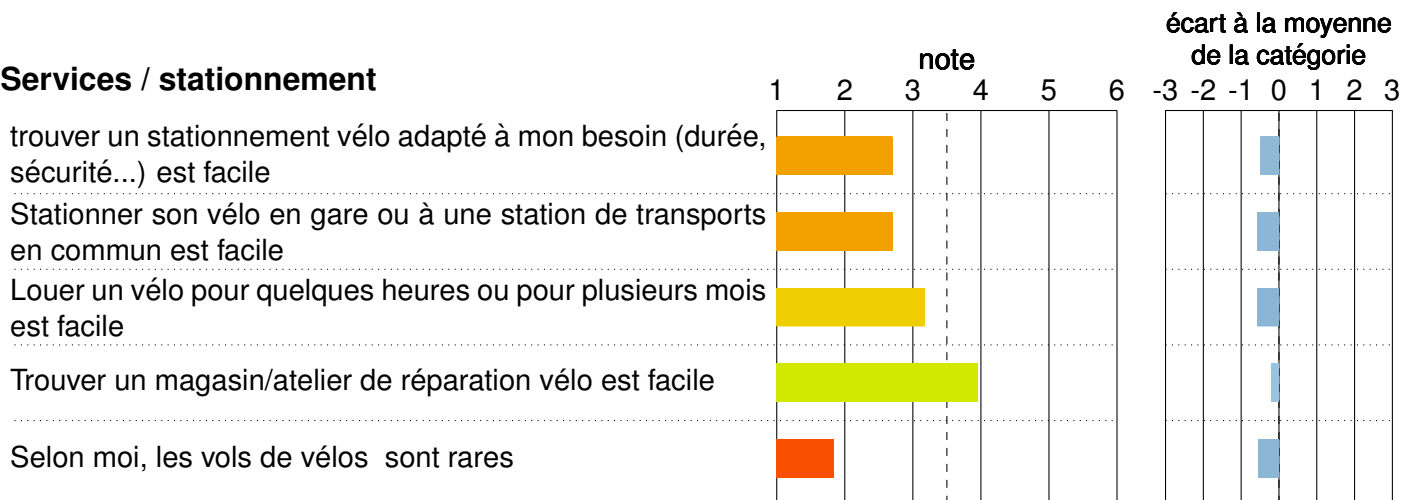 écart à la moyenne
note de la catégorie
Services / stationnement
1 2 3 4 5 6 -3 -2 -1 0 1 2 3
trouver un stationnement vélo adapté à mon besoin (durée,
sécurité...) est facile
Stationner son vélo en gare ou à une station de transports
en commun est facile
Louer un vélo pour quelques heures ou pour plusieurs mois
est facile
Trouver un magasin/atelier de réparation vélo est facile
Selon moi, les vols de vélos sont rares